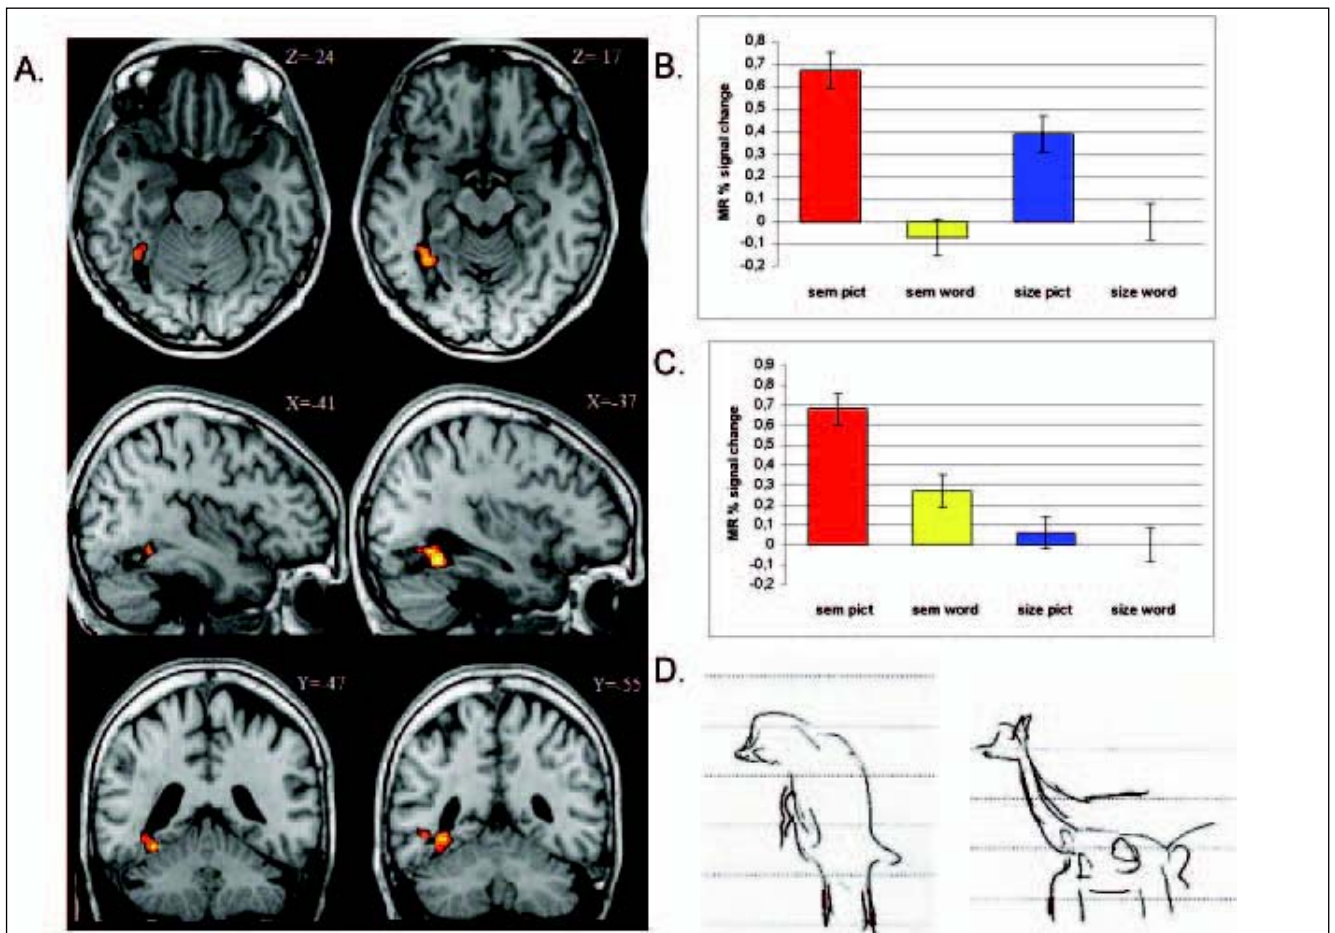 A.
Z=-24
Z=-17
X=-41
X=-37
Y=-47
Y=-55
B.
MR % signal change
0,8
0,7
0,6
0,5
0,4
0,3
0,2
0,1
0
-0,1
-0,2
sem pict
sem word
size pict
size word
C.
MR % signal change
0,9
0,8
0,7
0,6
0,5
0,4
0,3
0,2
0,1
0
-0,1
-0,2
sem pict
sem word
size pict
size word
D.